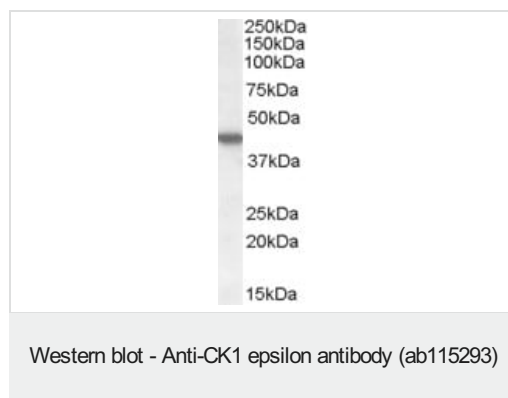 250kDa
150kDa
100kDa
75kDa
50kDa
37kDa
25kDa
20kDa
15kDa
Western blot - Anti-CK1 epsilon antibody (ab115293)